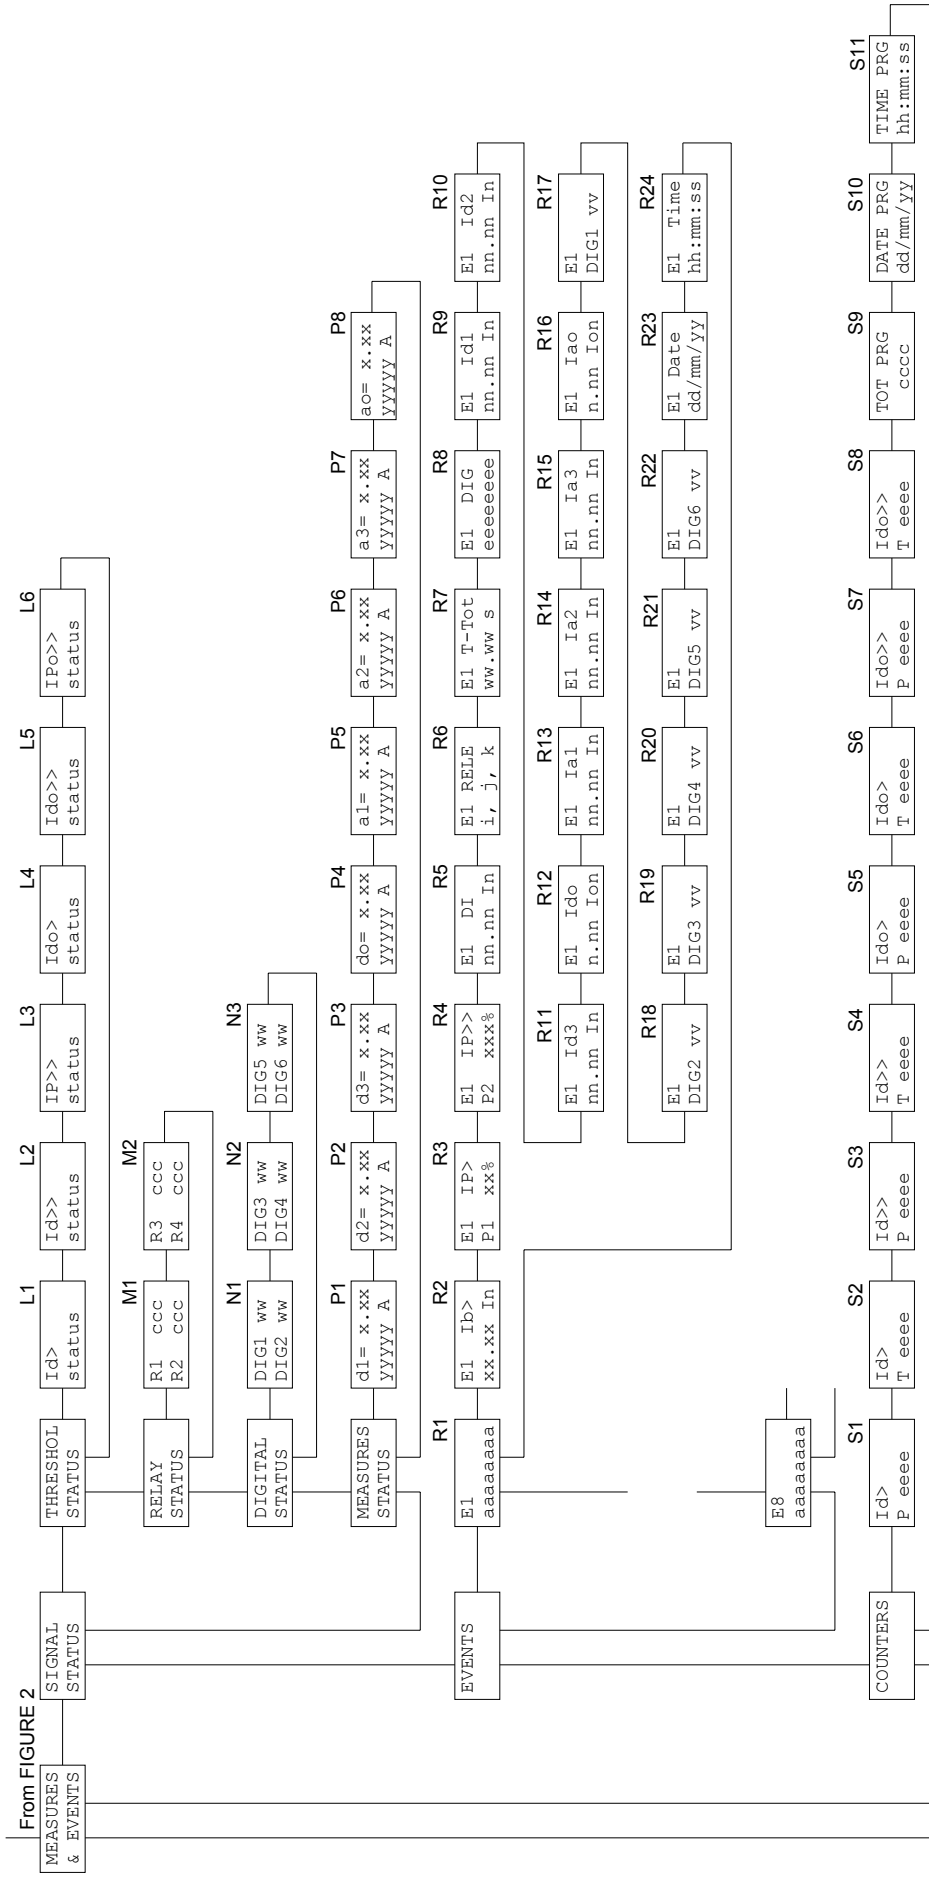 From FIGURE 2
MEASURES
& EVENTS
SIGNAL
STATUS
THRESHOL
STATUS
L1
Id>
status
L2
Id>>
status
L3
IP>>
status
L4
Ido>
status
L5
Ido>>
status
L6
IPo>>
status
RELAY
STATUS
M1
R1 ccc
R2 ccc
M2
R3 ccc
R4 ccc
DIGITAL
STATUS
N1
DIG1 ww
DIG2 ww
N2
DIG3 ww
DIG4 ww
N3
DIG5 ww
DIG6 ww
MEASURES
STATUS
P1
d1= x.xx
yyyyy A
P2
d2= x.xx
yyyyy A
P3
d3= x.xx
yyyyy A
P4
do= x.xx
yyyyy A
P5
a1= x.xx
yyyyy A
P6
a2= x.xx
yyyyy A
P7
a3= x.xx
yyyyy A
P8
ao= x.xx
yyyyy A
EVENTS
R1
E1
aaaaaaaa
R2
E1 Ib>
xx.xx In
R3
E1 IP>
P1 xx%
R4
E1 IP>>
P2 xxx%
R5
E1 DI
nn.nn In
R6
E1 RELE
i, j, k
R7
E1 T-Tot
ww.ww s
R8
E1 DIG
eeeeeeee
R9
E1 Id1
nn.nn In
R10
E1 Id2
nn.nn In
R11
E1 Id3
nn.nn In
R12
E1 Ido
n.nn Ion
R13
E1 Ia1
nn.nn In
R14
E1 Ia2
nn.nn In
R15
E1 Ia3
nn.nn In
R16
E1 Iao
n.nn Ion
R17
E1
DIG1 vv
R18
E1
DIG2 vv
R19
E1
DIG3 vv
R20
E1
DIG4 vv
R21
E1
DIG5 vv
R22
E1
DIG6 vv
R23
E1 Date
dd/mm/yy
R24
E1 Time
hh:mm:ss
E8
aaaaaaaa
COUNTERS
S1
Id>
P eeee
S2
Id>
T eeee
S3
Id>>
P eeee
S4
Id>>
T eeee
S5
Ido>
P eeee
S6
Ido>
T eeee
S7
Ido>>
P eeee
S8
Ido>>
T eeee
S9
TOT PRG
cccc
S10
DATE PRG
dd/mm/yy
S11
TIME PRG
hh:mm:ss